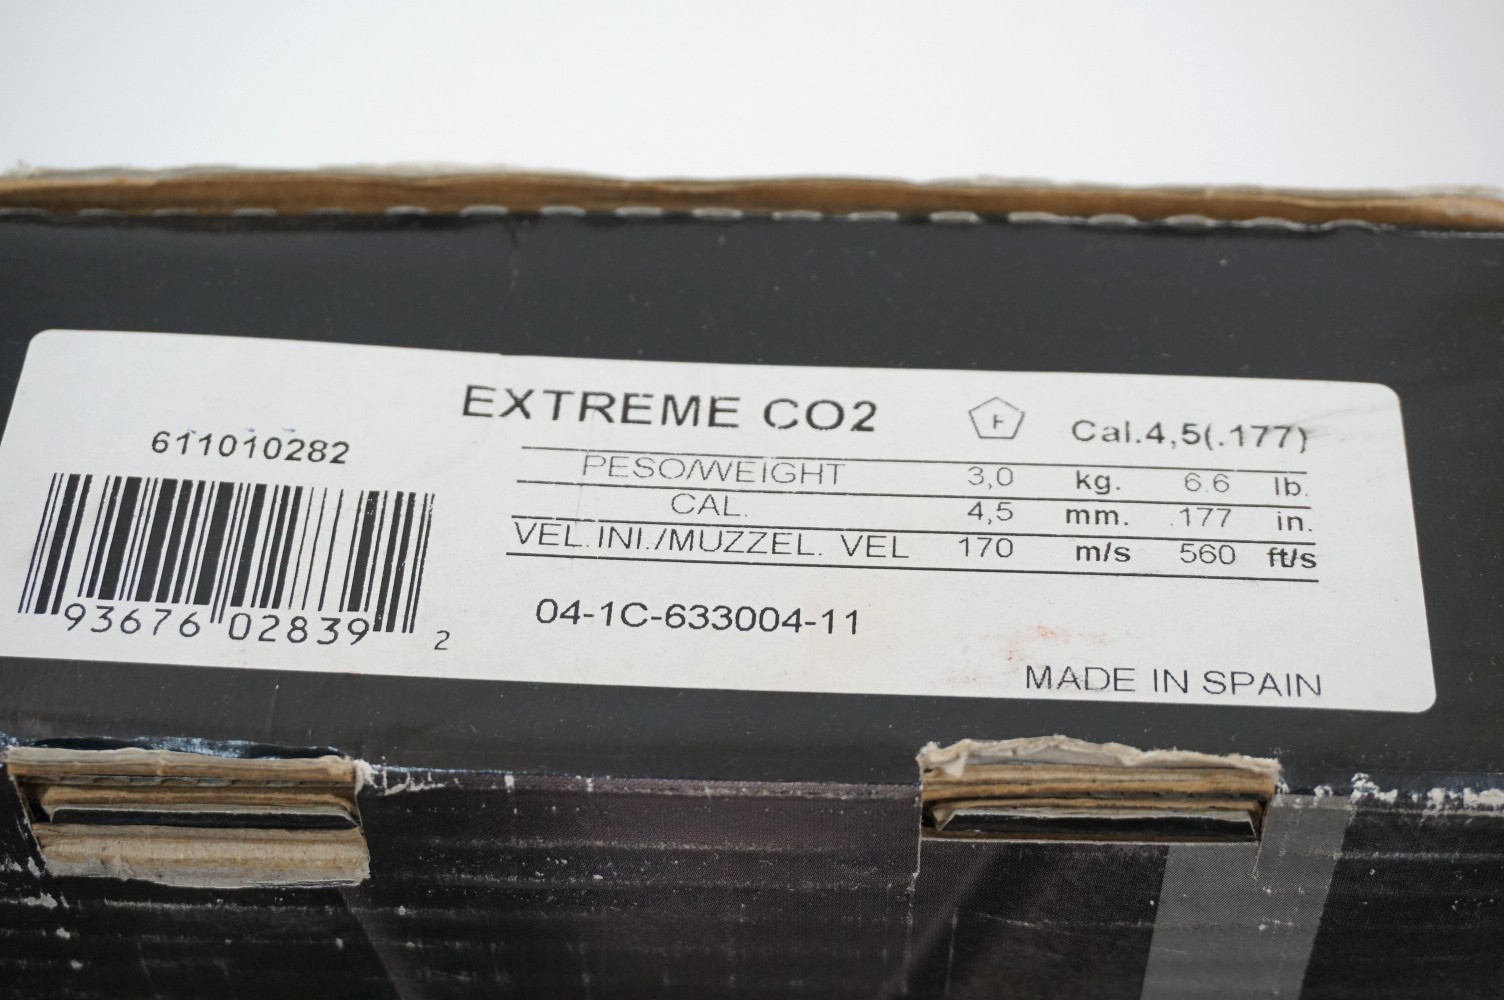 EXTREME CO2 F Cal.4,5(.177)
611010282
PESO/WEIGHT 3,0 kg. 6.6 lb.
CAL. 4,5 mm. .177 in.
VEL.INI./MUZZEL. VEL 170 m/s 560 ft/s
93676 02839 2
04-1C-633004-11
MADE IN SPAIN